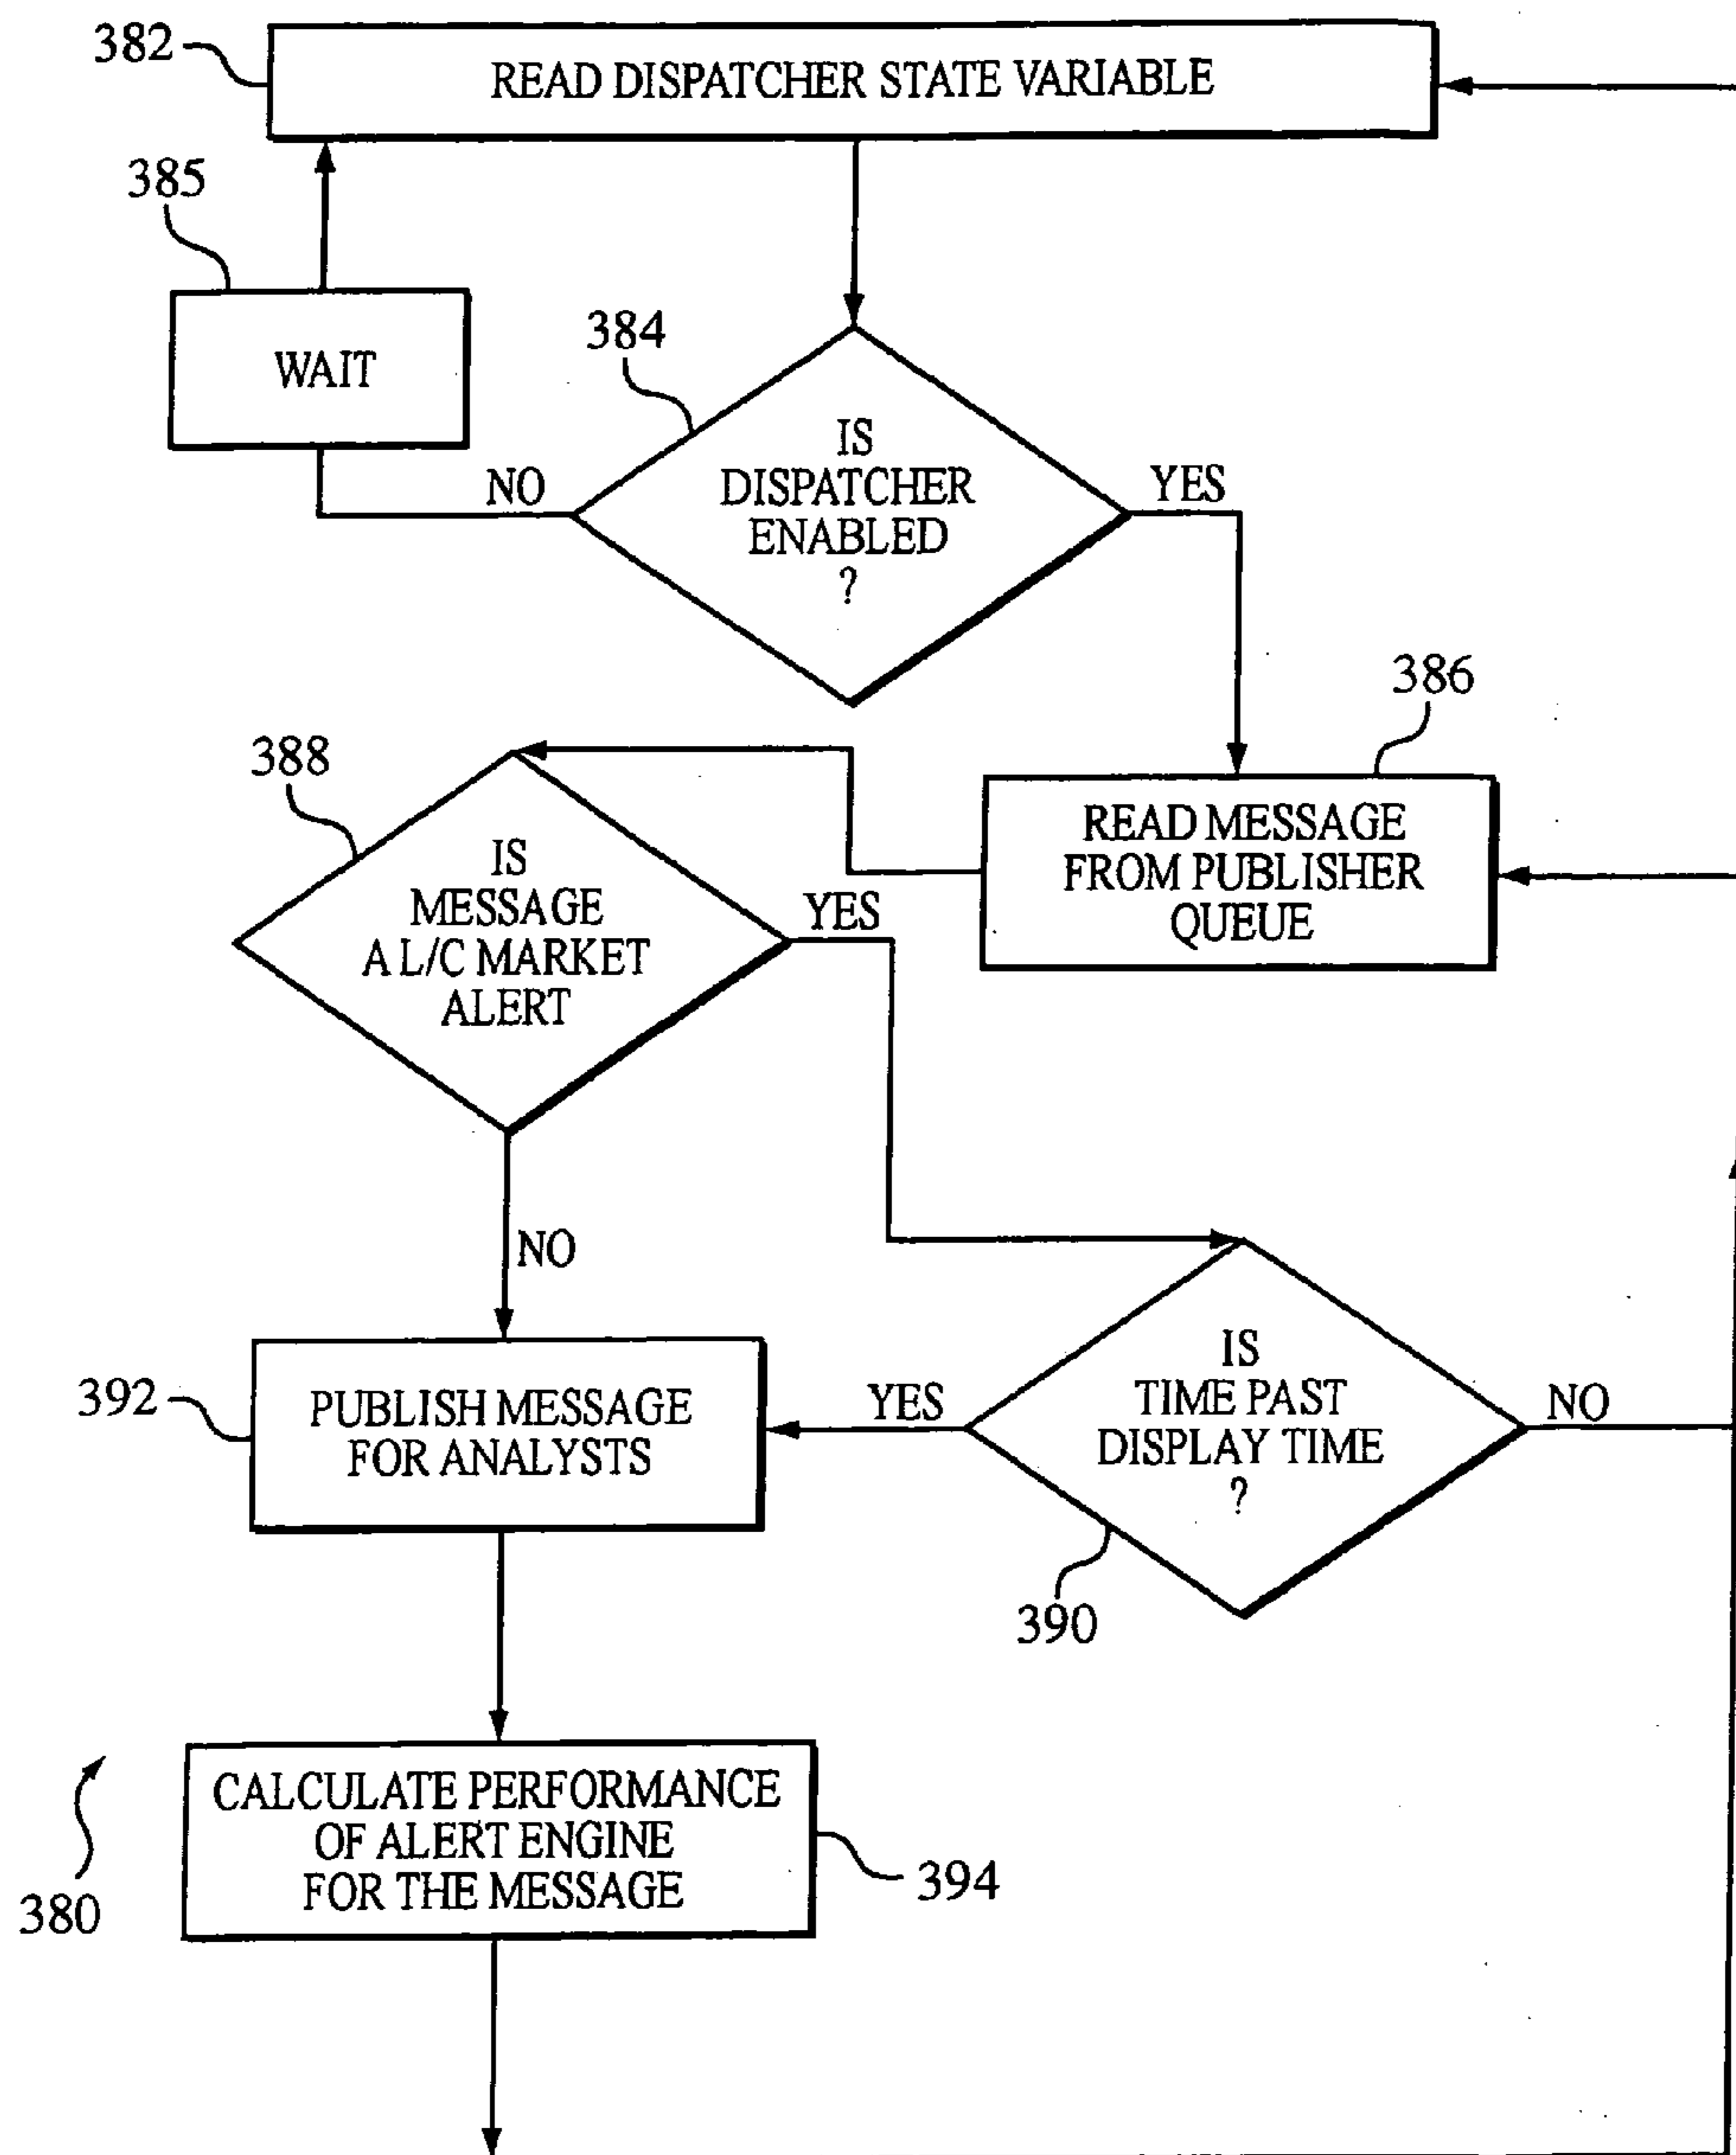 382
READ DISPATCHER STATE VARIABLE
385
WAIT
384
IS
DISPATCHER
ENABLED
?
NO
YES
386
READ MESSAGE
FROM PUBLISHER
QUEUE
388
IS
MESSAGE
A L/C MARKET
ALERT
YES
NO
390
IS
TIME PAST
DISPLAY TIME
?
YES
NO
392
PUBLISH MESSAGE
FOR ANALYSTS
394
CALCULATE PERFORMANCE
OF ALERT ENGINE
FOR THE MESSAGE
380